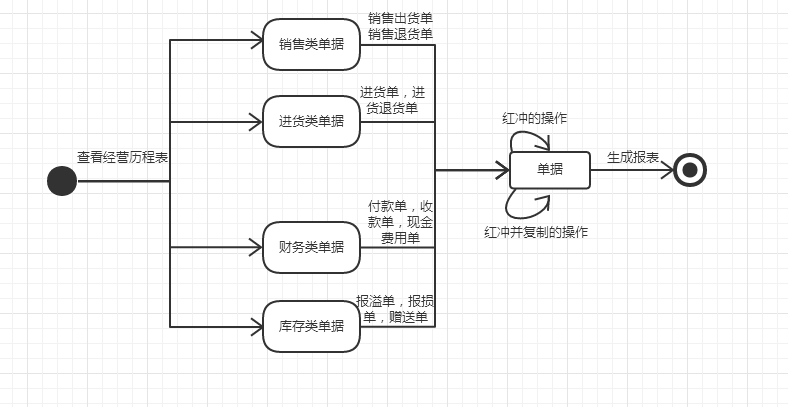 查看经营历程表
销售类单据
销售出货单
销售退货单
进货类单据
进货单，进
货退货单
财务类单据
付款单，收
款单，现金
费用单
库存类单据
报溢单，报损
单，赠送单
红冲的操作
单据
红冲并复制的操作
生成报表